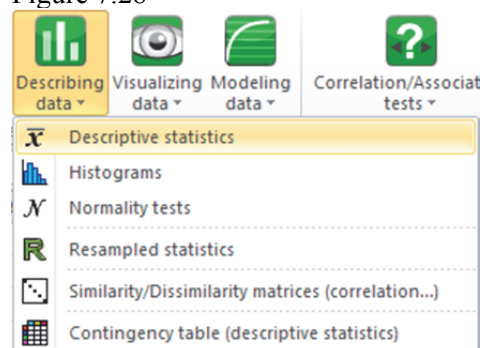 Describing Visualizing Modeling Correlation/Associat
data data data tests
Descriptive statistics
Histograms
N Normality tests
R Resampled statistics
Similarity/Dissimilarity matrices (correlation...)
Contingency table (descriptive statistics)